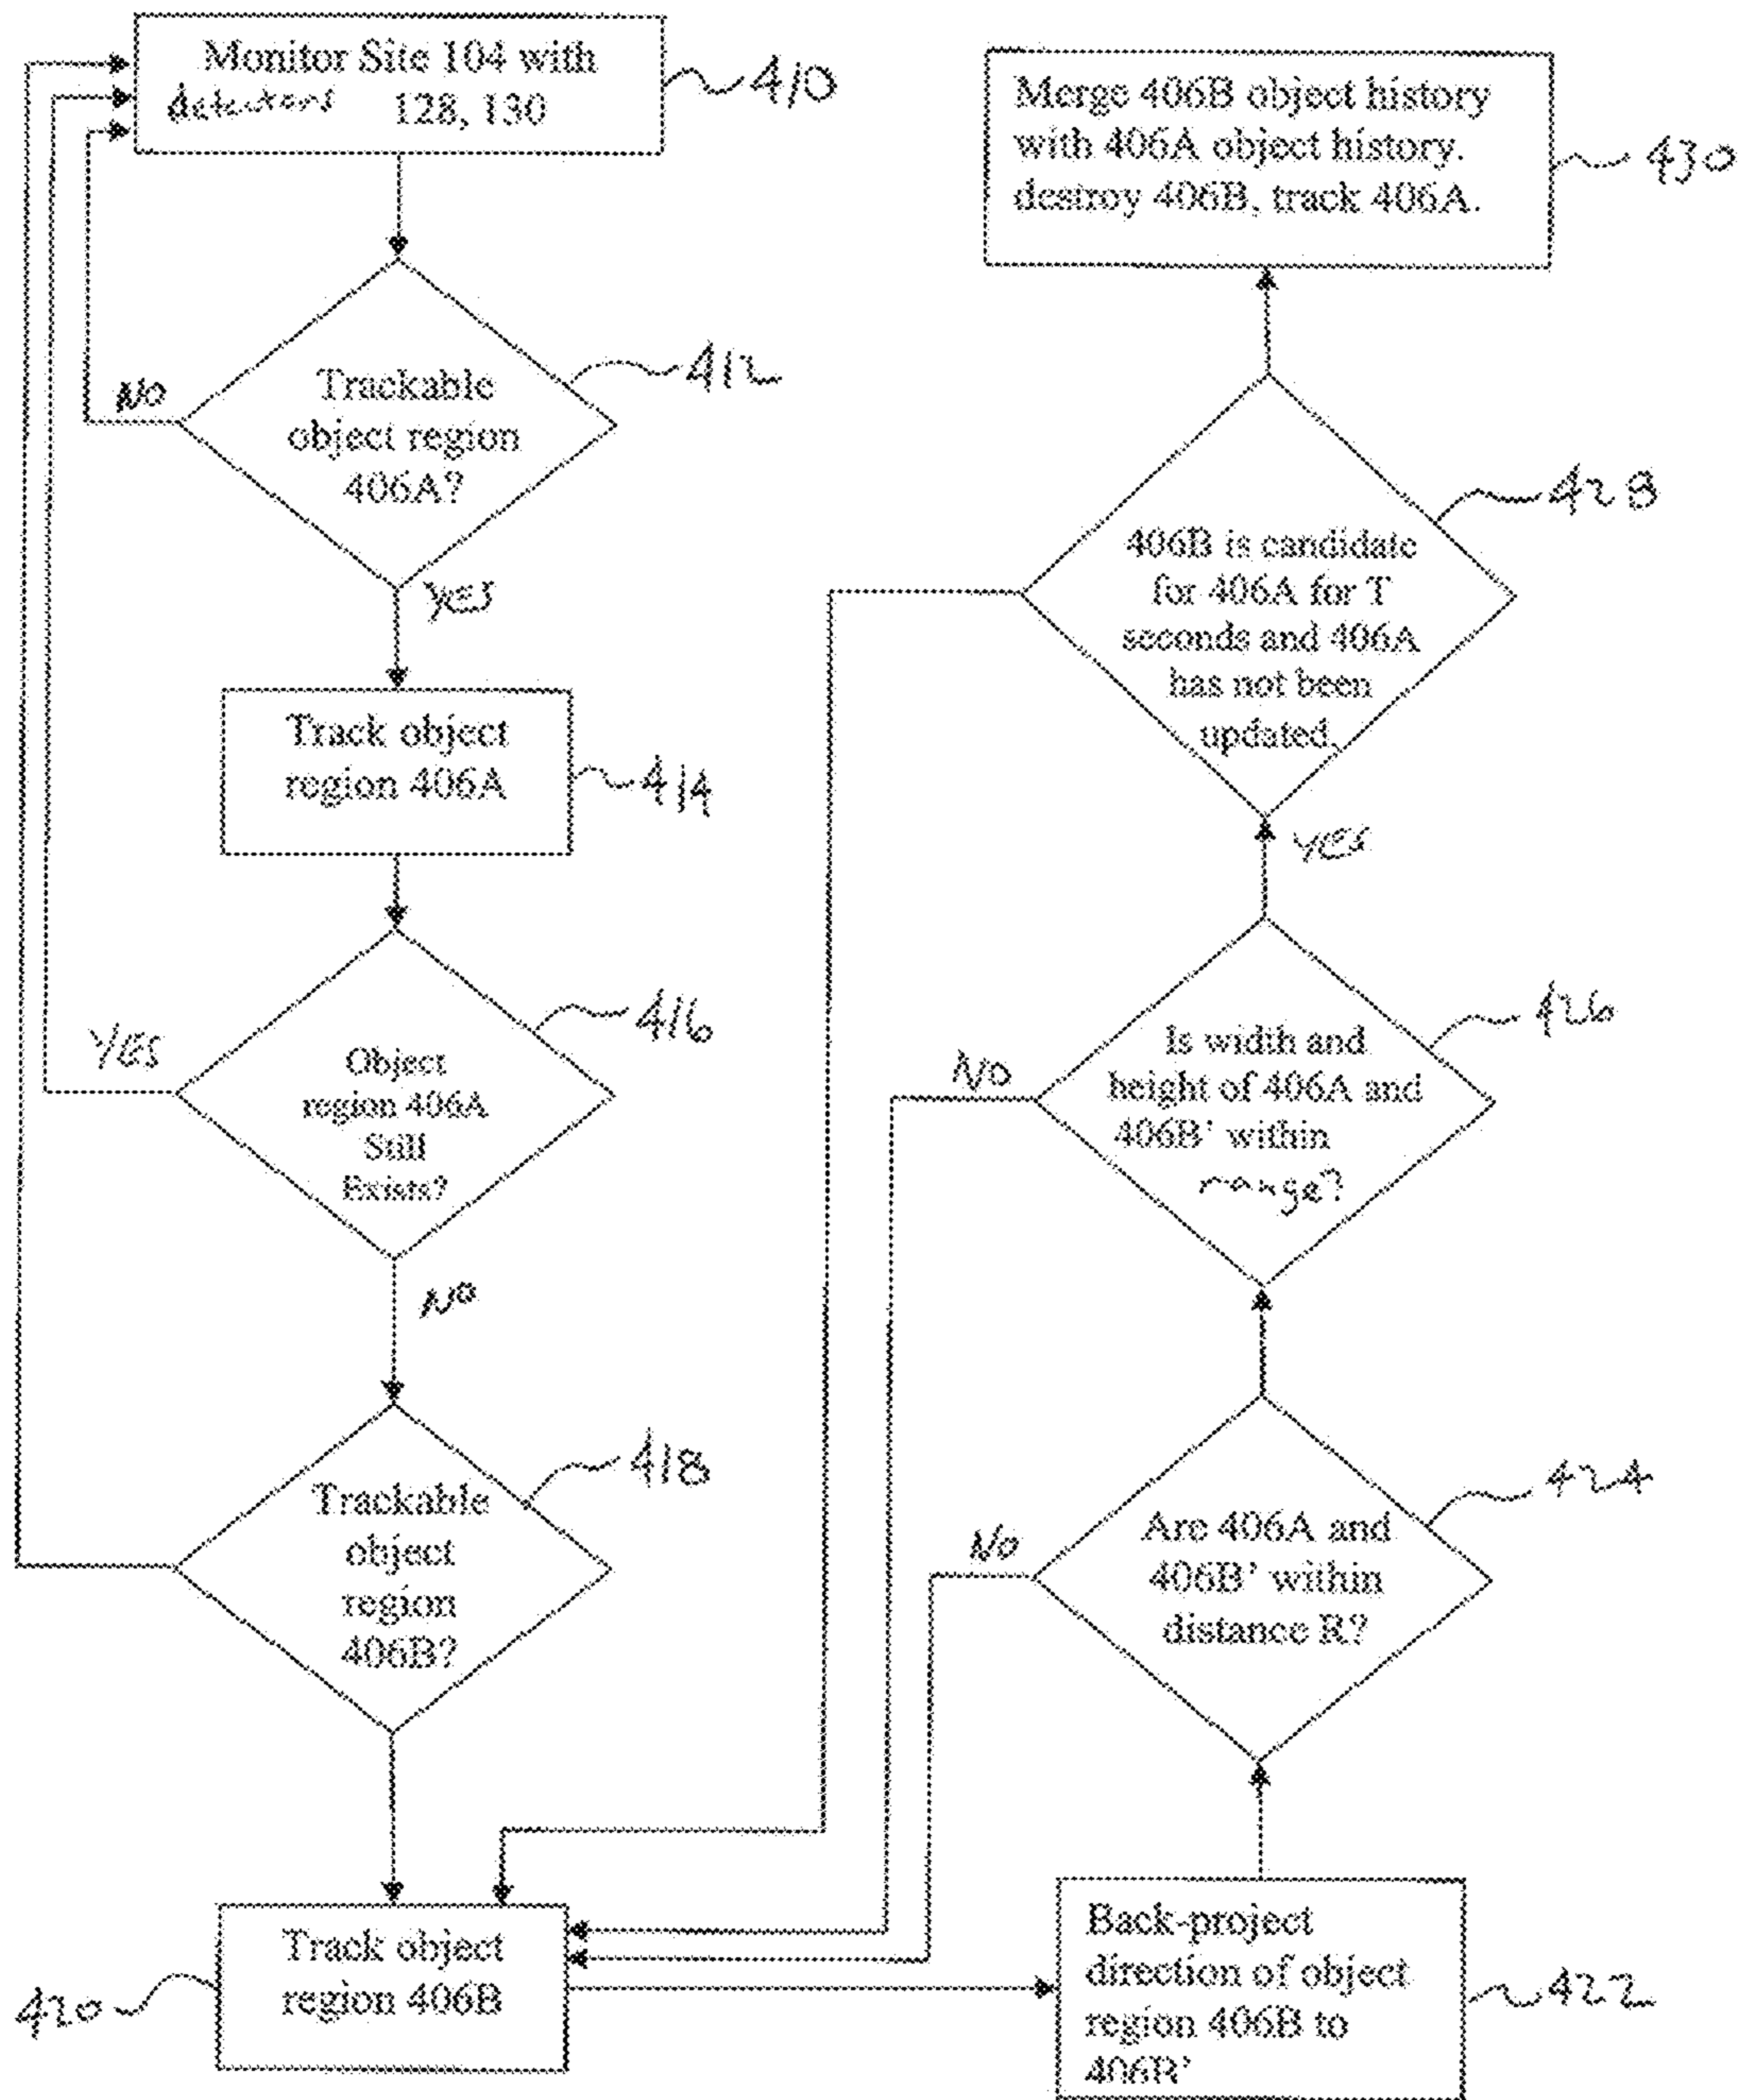 Monitor Site 104 with
detectors 128, 130
410
Trackable
object region
406A?
412
NO
YES
Track object
region 406A
414
Object
region 406A
Still
Exists?
416
YES
NO
Trackable
object
region
406B?
418
Track object
region 406B
420
Back-project
direction of object
region 406B to
406B'
422
Are 406A and
406B' within
distance R?
424
No
Is width and
height of 406A and
406B' within
range?
426
No
YES
406B is candidate
for 406A for T
seconds and 406A
has not been
updated.
428
Merge 406B object history
with 406A object history.
destroy 406B, track 406A.
430